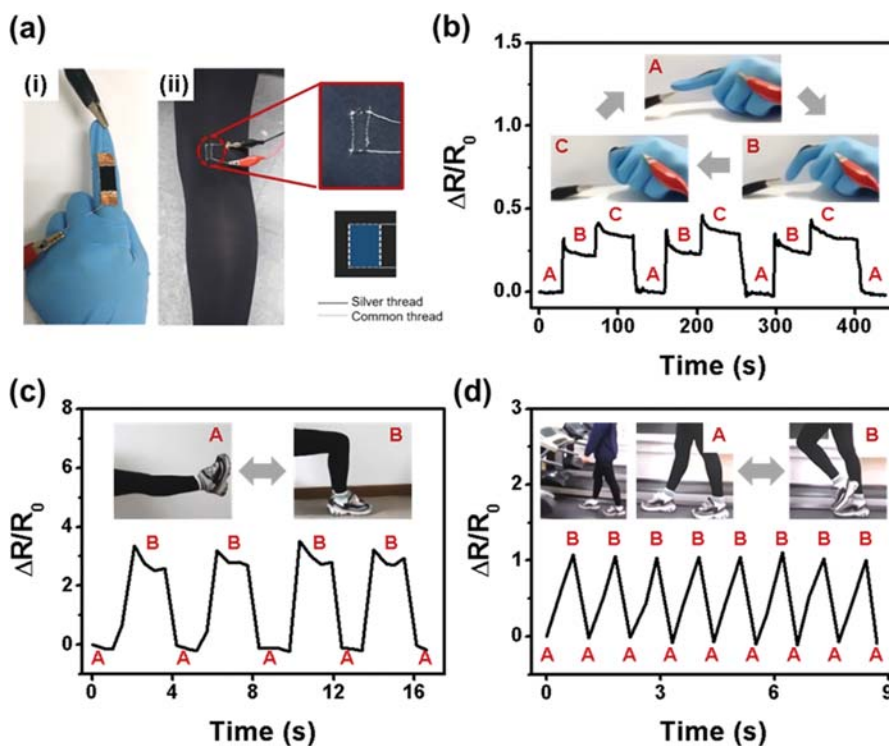 (a)
(i)
(ii)
Silver thread
Common thread
(b)
ΔR/R0
1.5
1.0
0.5
0.0
A
C
B
A
B
C
A
B
C
A
B
C
A
0
100
200
300
400
Time (s)
(c)
ΔR/R0
8
6
4
2
0
A
B
B
B
B
B
A
A
A
A
A
0
4
8
12
16
Time (s)
(d)
ΔR/R0
3
2
1
0
A
B
B
B
B
B
B
B
B
B
A
A
A
A
A
A
A
A
A
0
3
6
9
Time (s)